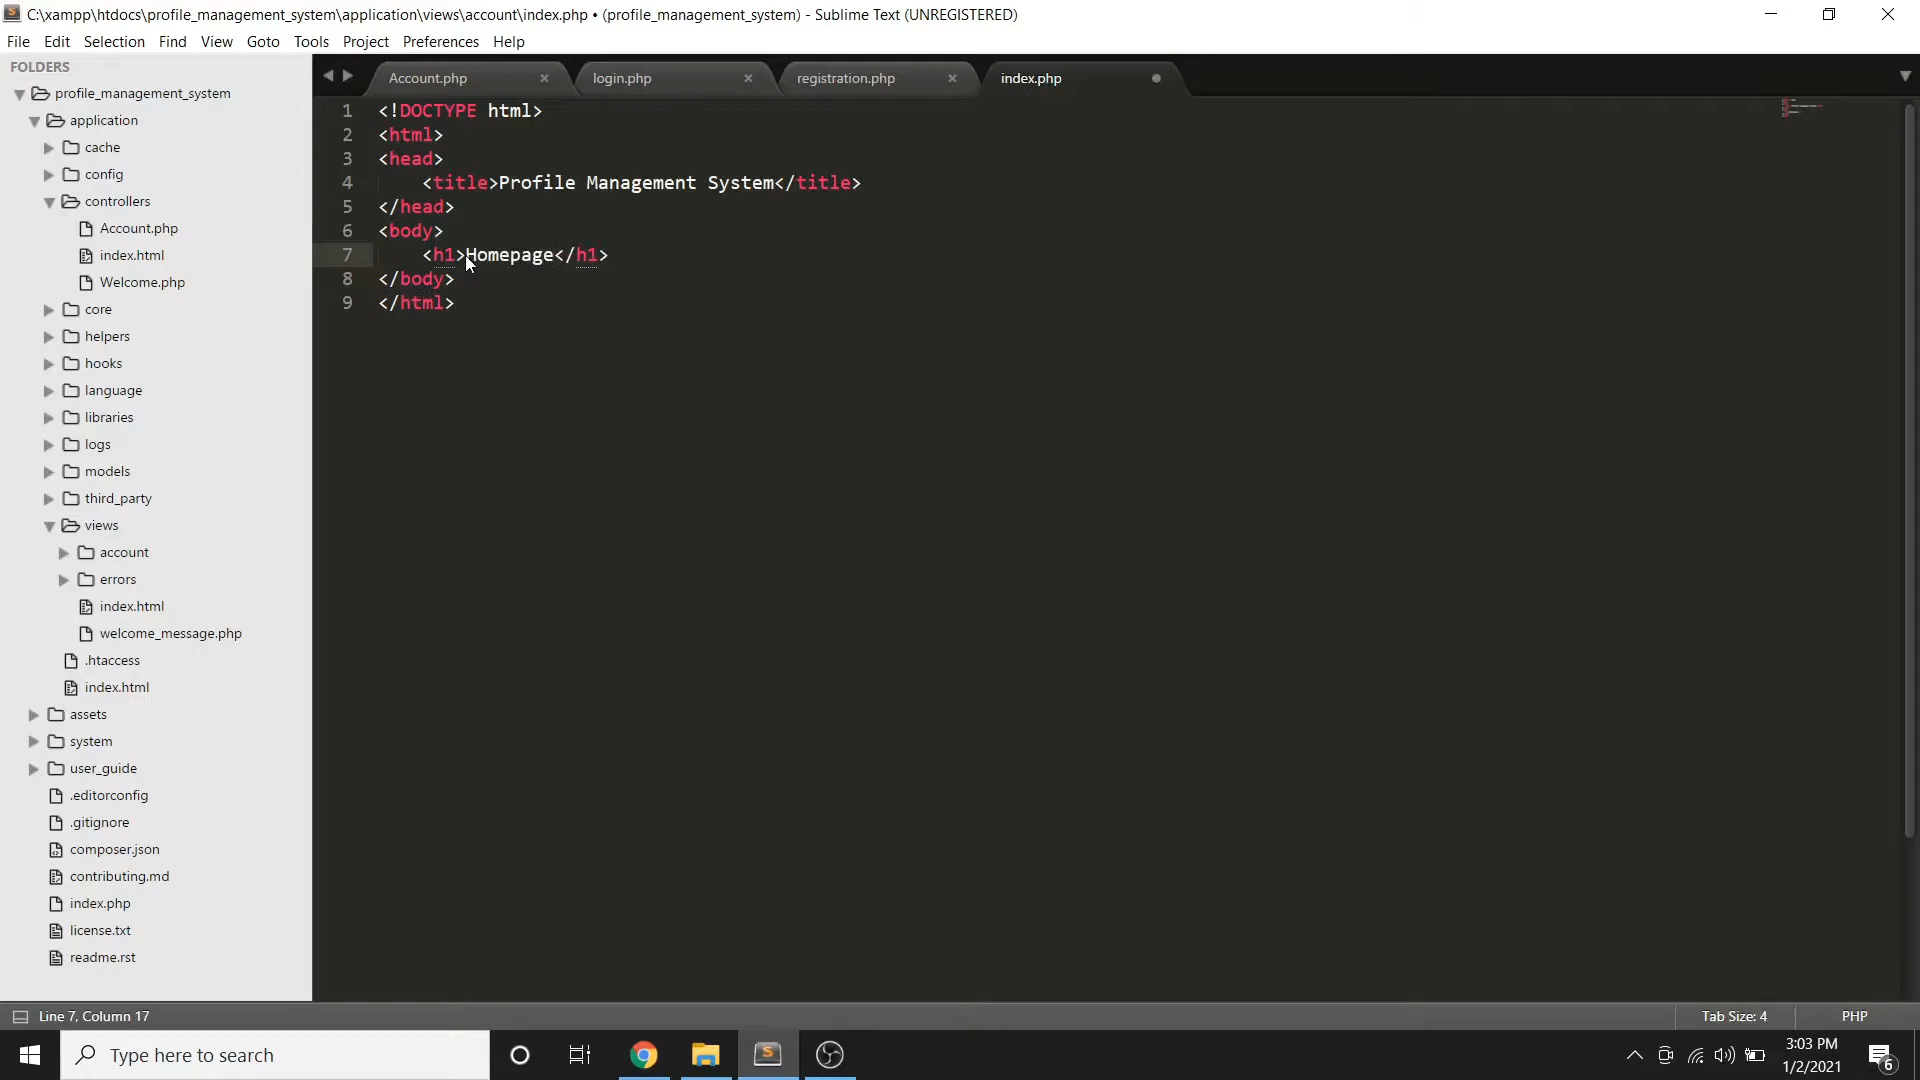 C:\xampp\htdocs\profile_management_system\application\views\account\index.php • (profile_management_system) - Sublime Text (UNREGISTERED)
File Edit Selection Find View Goto Tools Project Preferences Help
FOLDERS
profile_management_system
application
cache
config
controllers
Account.php
index.html
Welcome.php
core
helpers
hooks
language
libraries
logs
models
third_party
views
account
errors
index.html
welcome_message.php
.htaccess
index.html
assets
system
user_guide
.editorconfig
.gitignore
composer.json
contributing.md
index.php
license.txt
readme.rst
Account.php × login.php × registration.php × index.php
1 <!DOCTYPE html>
2 <html>
3 <head>
4 <title>Profile Management System</title>
5 </head>
6 <body>
7 <h1>Homepage</h1>
8 </body>
9 </html>
Line 7, Column 17 Tab Size: 4 PHP
Type here to search
3:03 PM
1/2/2021
6